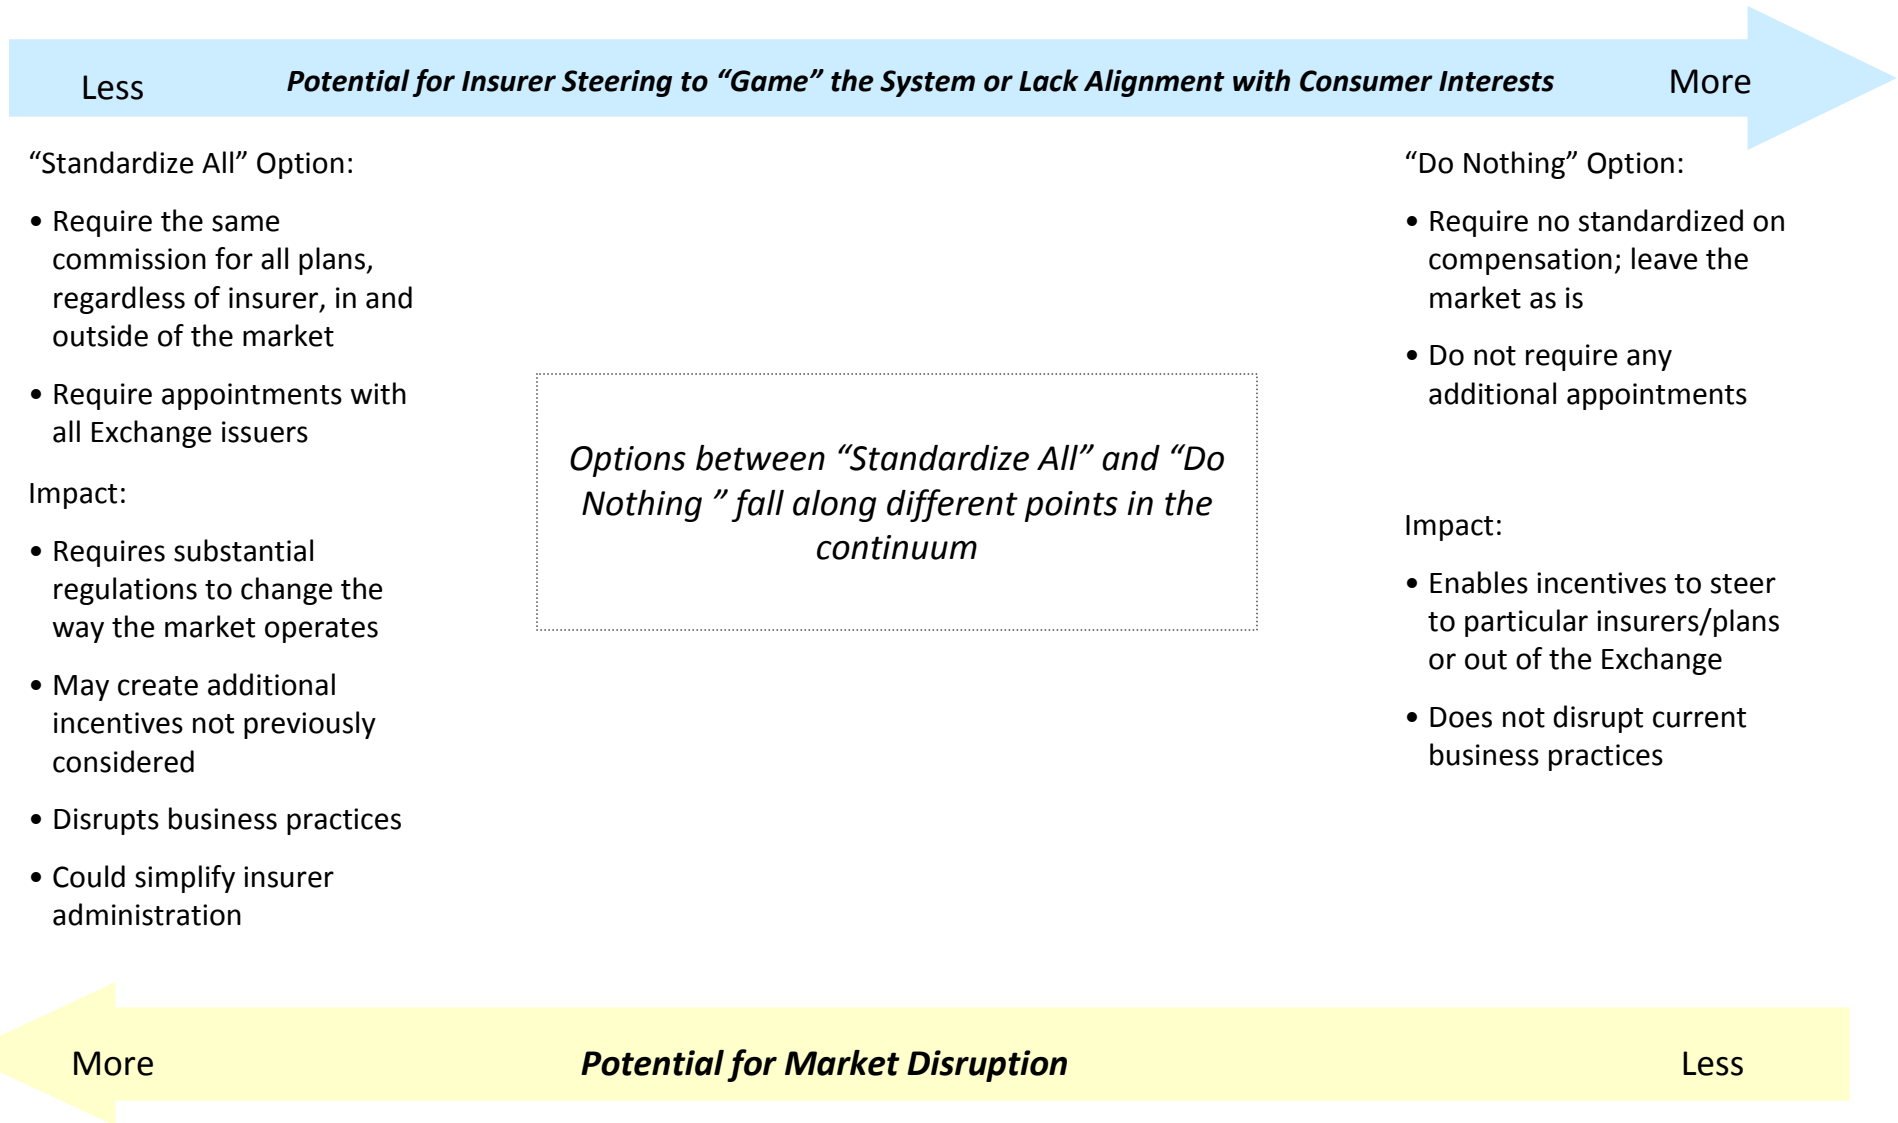 Less
Potential for Insurer Steering to “Game” the System or Lack Alignment with Consumer Interests
More
“Standardize All” Option:
• Require the same
commission for all plans,
regardless of insurer, in and
outside of the market
• Require appointments with
all Exchange issuers
Impact:
• Requires substantial
regulations to change the
way the market operates
• May create additional
incentives not previously
considered
• Disrupts business practices
• Could simplify insurer
administration
Options between “Standardize All” and “Do
Nothing ” fall along different points in the
continuum
“Do Nothing” Option:
• Require no standardized on
compensation; leave the
market as is
• Do not require any
additional appointments
Impact:
• Enables incentives to steer
to particular insurers/plans
or out of the Exchange
• Does not disrupt current
business practices
More
Potential for Market Disruption
Less